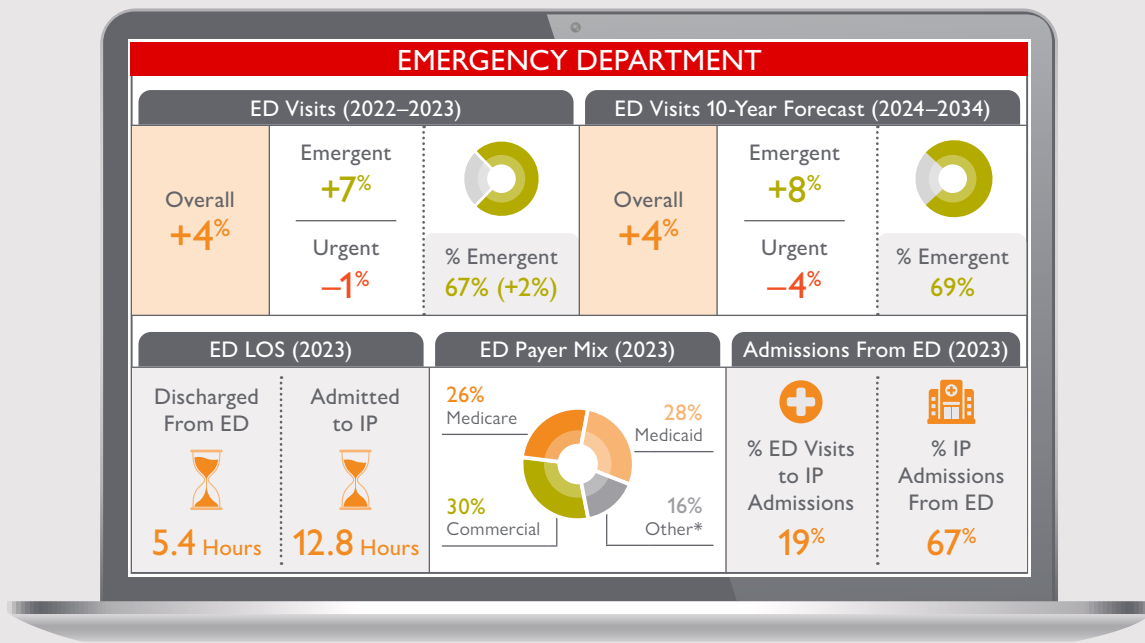 EMERGENCY DEPARTMENT
ED Visits (2022–2023)
Overall
+4%
Emergent
+7%
Urgent
–1%
% Emergent
67% (+2%)
ED Visits 10-Year Forecast (2024–2034)
Overall
+4%
Emergent
+8%
Urgent
–4%
% Emergent
69%
ED LOS (2023)
Discharged
From ED
5.4 Hours
Admitted
to IP
12.8 Hours
ED Payer Mix (2023)
26%
Medicare
28%
Medicaid
30%
Commercial
16%
Other*
Admissions From ED (2023)
% ED Visits
to IP
Admissions
19%
% IP
Admissions
From ED
67%